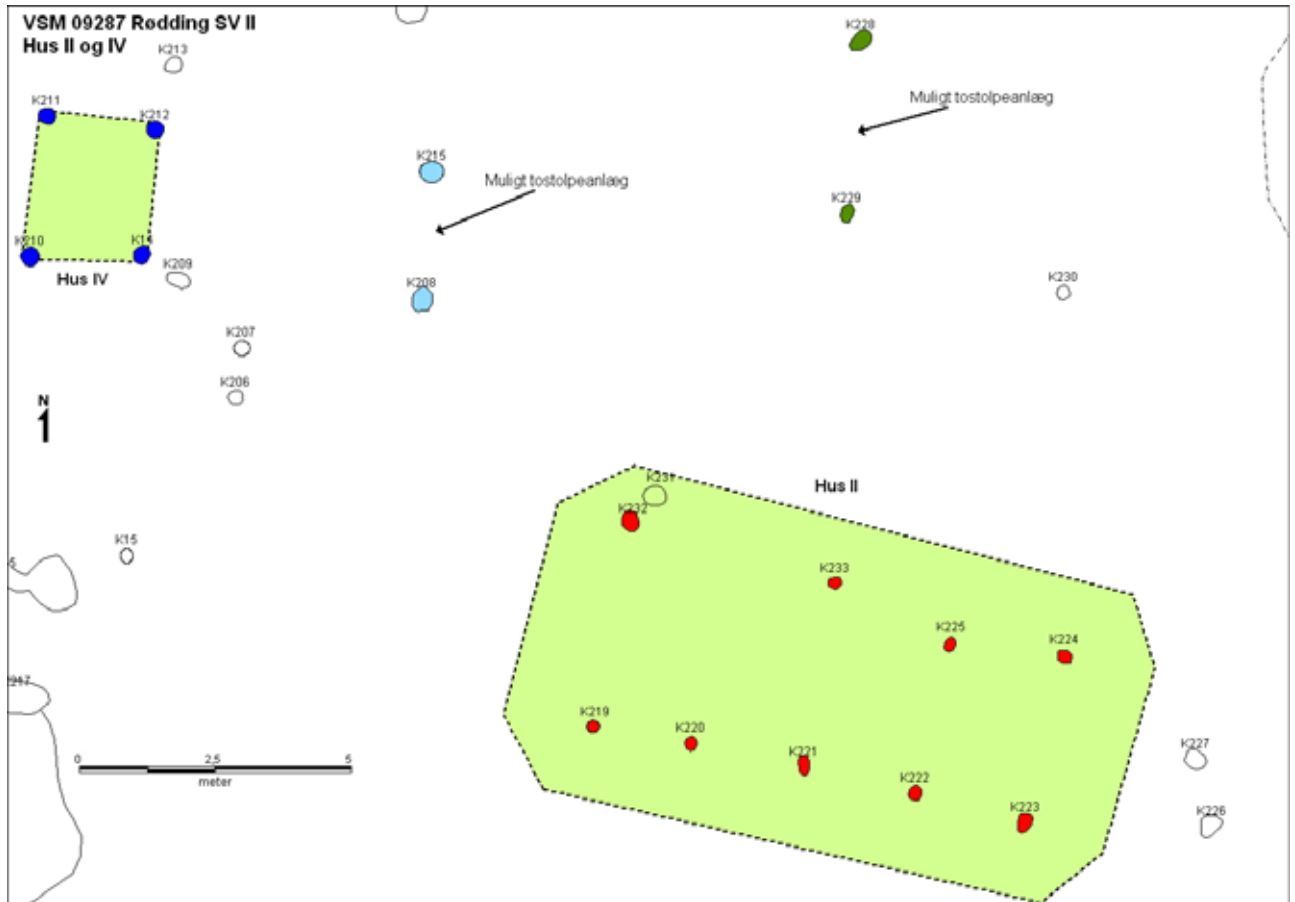 VSM 09287 Rødding SV II
Hus II og IV
K213
K228
K211
K212
Muligt tostolpeanlæg
K215
Muligt tostolpeanlæg
K229
K210
K209
Hus IV
K208
K230
K207
K206
N
K231
Hus II
K232
K15
K233
K225
K224
K219
K220
K221
K227
0 2,5 5
meter
K222
K223
K226